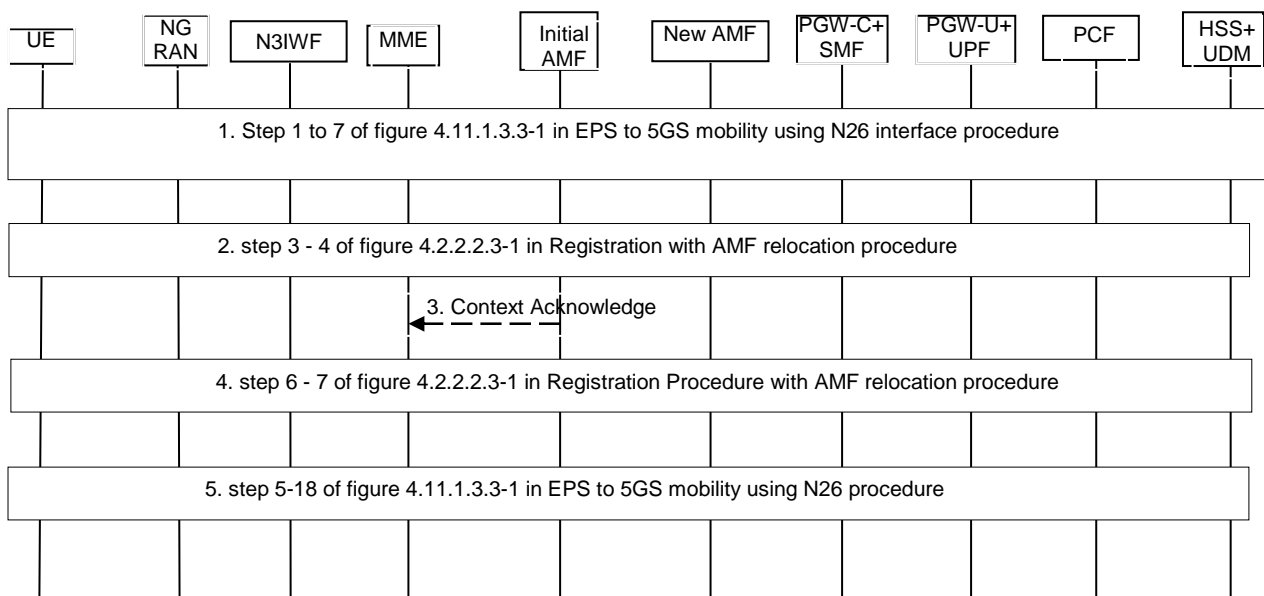 UE
NG
RAN
N3IWF
MME
Initial
AMF
New AMF
PGW-C+
SMF
PGW-U+
UPF
PCF
HSS+
UDM
1. Step 1 to 7 of figure 4.11.1.3.3-1 in EPS to 5GS mobility using N26 interface procedure
2. step 3 - 4 of figure 4.2.2.2.3-1 in Registration with AMF relocation procedure
3. Context Acknowledge
4. step 6 - 7 of figure 4.2.2.2.3-1 in Registration Procedure with AMF relocation procedure
5. step 5-18 of figure 4.11.1.3.3-1 in EPS to 5GS mobility using N26 procedure